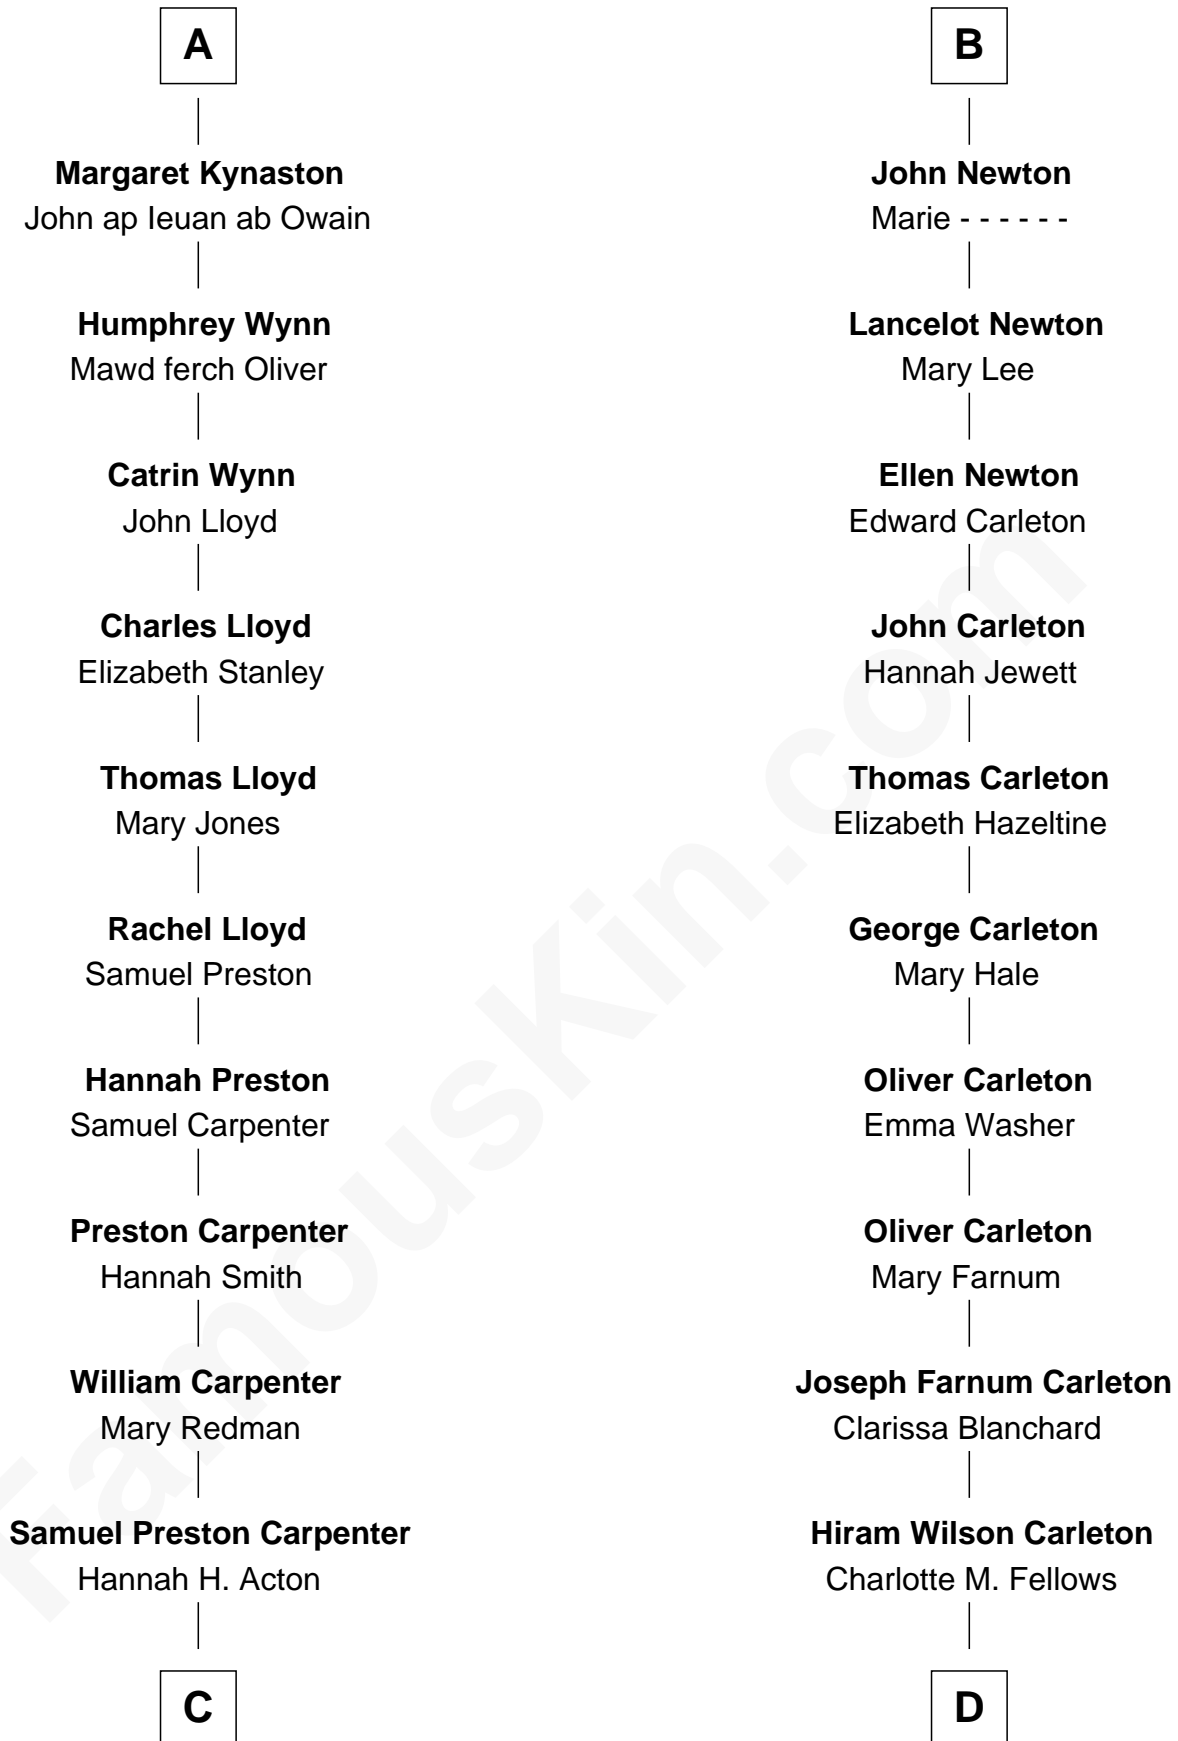 A
Margaret Kynaston
John ap Ieuan ab Owain
Humphrey Wynn
Mawd ferch Oliver
Catrin Wynn
John Lloyd
Charles Lloyd
Elizabeth Stanley
Thomas Lloyd
Mary Jones
Rachel Lloyd
Samuel Preston
Hannah Preston
Samuel Carpenter
Preston Carpenter
Hannah Smith
William Carpenter
Mary Redman
Samuel Preston Carpenter
Hannah H. Acton
C
B
John Newton
Marie - - - - - -
Lancelot Newton
Mary Lee
Ellen Newton
Edward Carleton
John Carleton
Hannah Jewett
Thomas Carleton
Elizabeth Hazeltine
George Carleton
Mary Hale
Oliver Carleton
Emma Washer
Oliver Carleton
Mary Farnum
Joseph Farnum Carleton
Clarissa Blanchard
Hiram Wilson Carleton
Charlotte M. Fellows
D
FamousKin.com